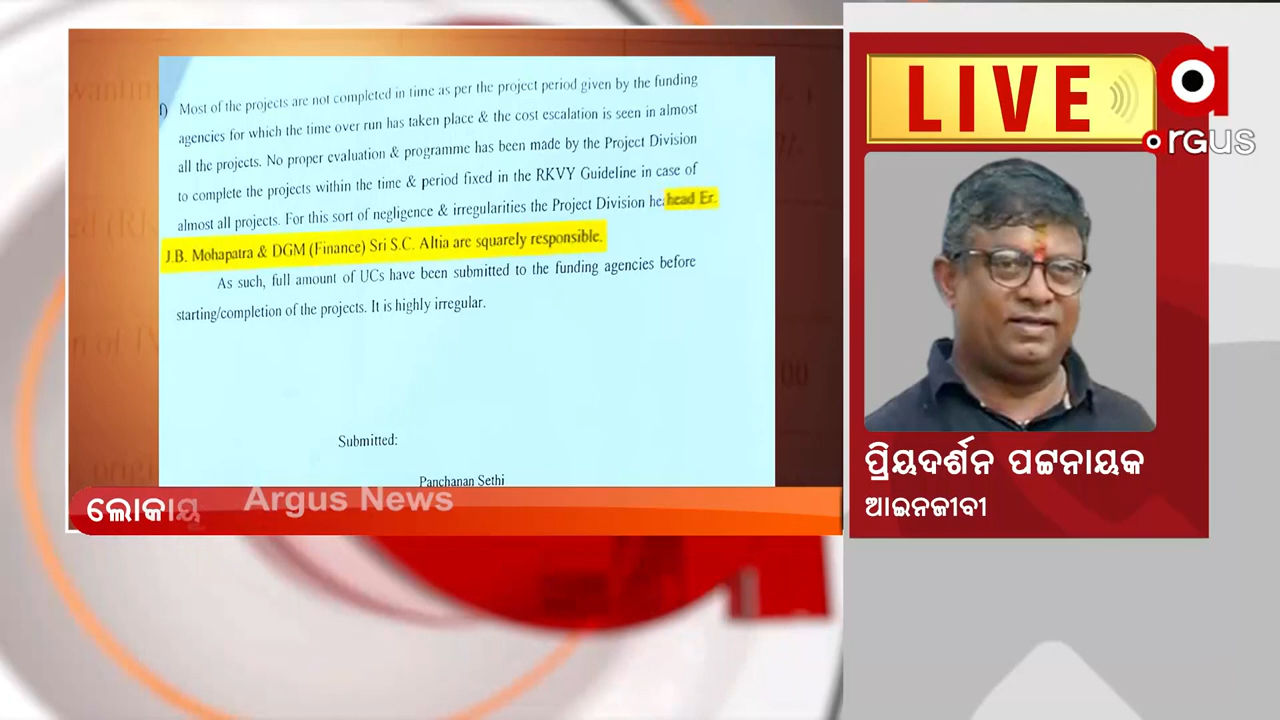 f) Most of the projects are not completed in time as per the project period given by the funding
agencies for which the time over run has taken place & the cost escalation is seen in almost
all the projects. No proper evaluation & programme has been made by the Project Division
to complete the projects within the time & period fixed in the RKVY Guideline in case of
almost all projects. For this sort of negligence & irregularities the Project Division hea head Er.
J.B. Mohapatra & DGM (Finance) Sri S.C. Altia are squarely responsible.
As such, full amount of UCs have been submitted to the funding agencies before
starting/completion of the projects. It is highly irregular.
Submitted:
Panchanan Sethi
Argus News
LIVE
argus
ପ୍ରିୟଦର୍ଶନ ପଟ୍ଟନାୟକ
ଆଇନଜୀବୀ